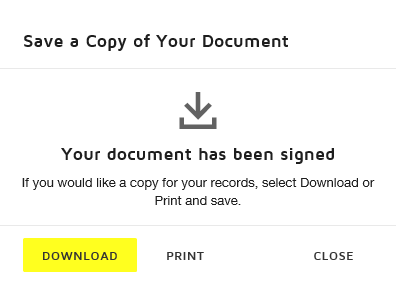 Save a Copy of Your Document
Your document has been signed
If you would like a copy for your records, select Download or
Print and save.
DOWNLOAD PRINT CLOSE